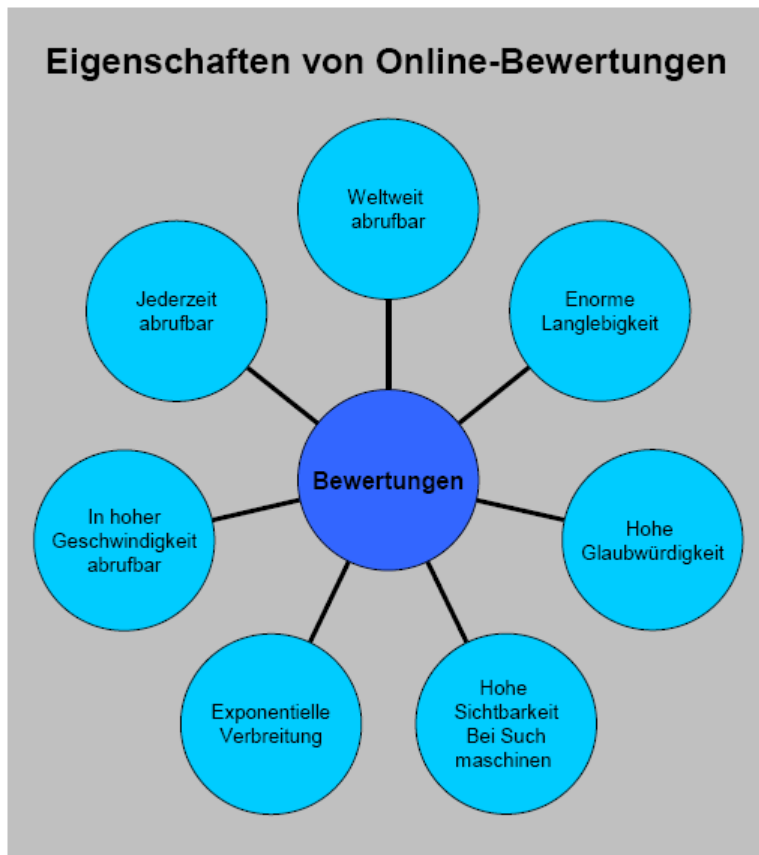 Eigenschaften von Online-Bewertungen
Weltweit
abrufbar
Enorme
Langlebigkeit
Hohe
Glaubwürdigkeit
Hohe
Sichtbarkeit
Bei Such
maschinen
Exponentielle
Verbreitung
In hoher
Geschwindigkeit
abrufbar
Jederzeit
abrufbar
Bewertungen